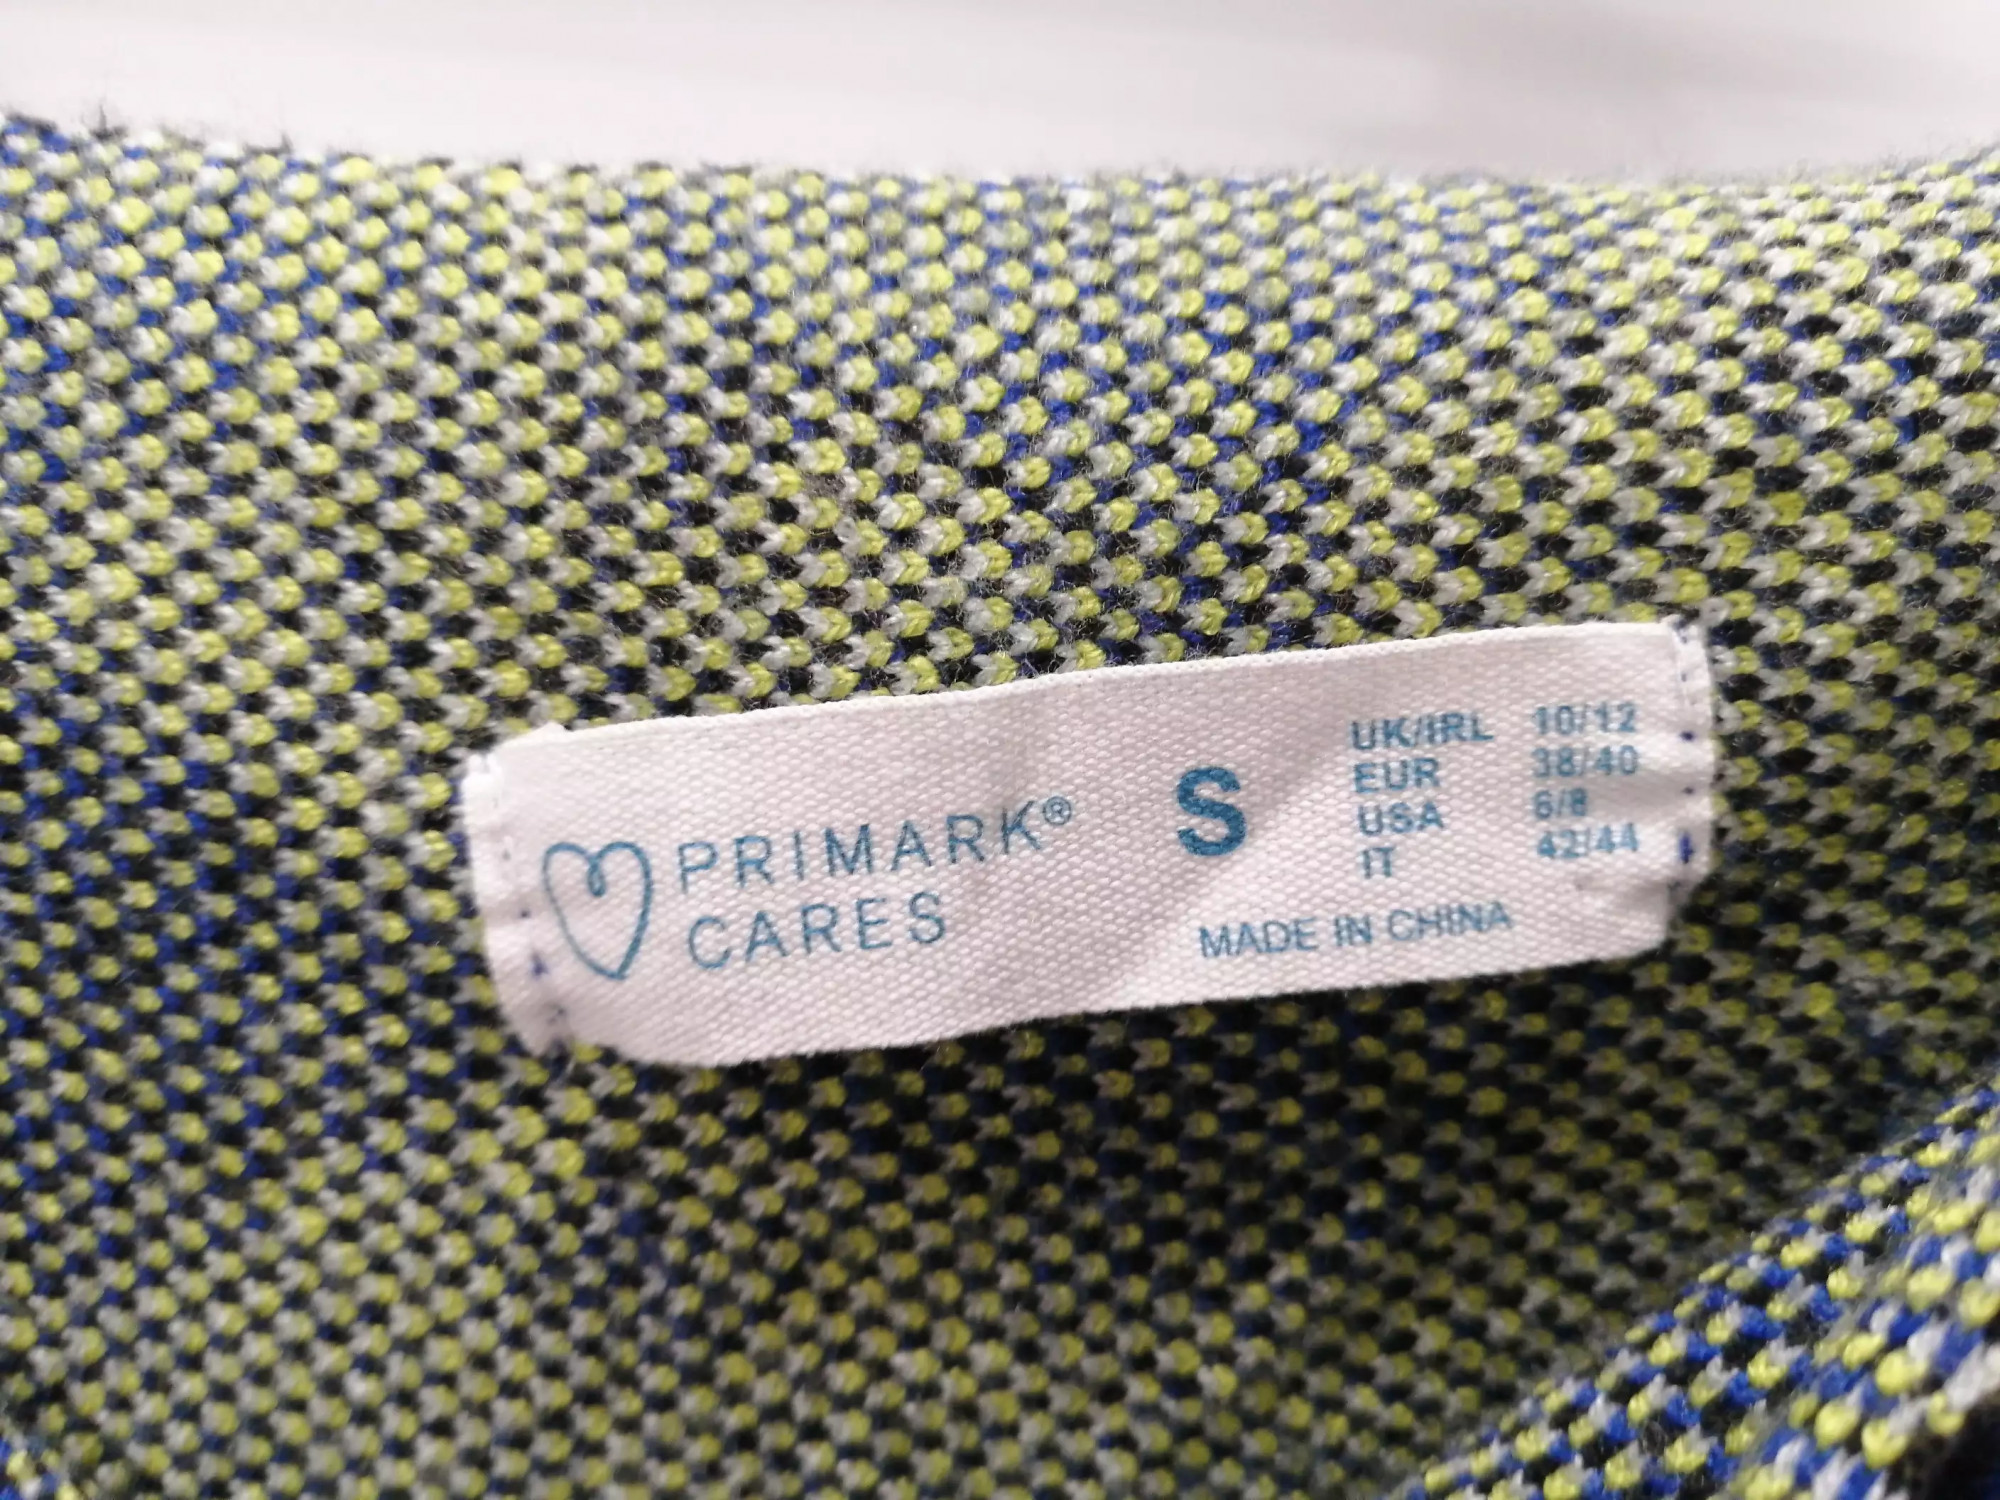 PRIMARK®
CARES
S
UK/IRL 10/12
EUR 38/40
USA 6/8
IT 42/44
MADE IN CHINA